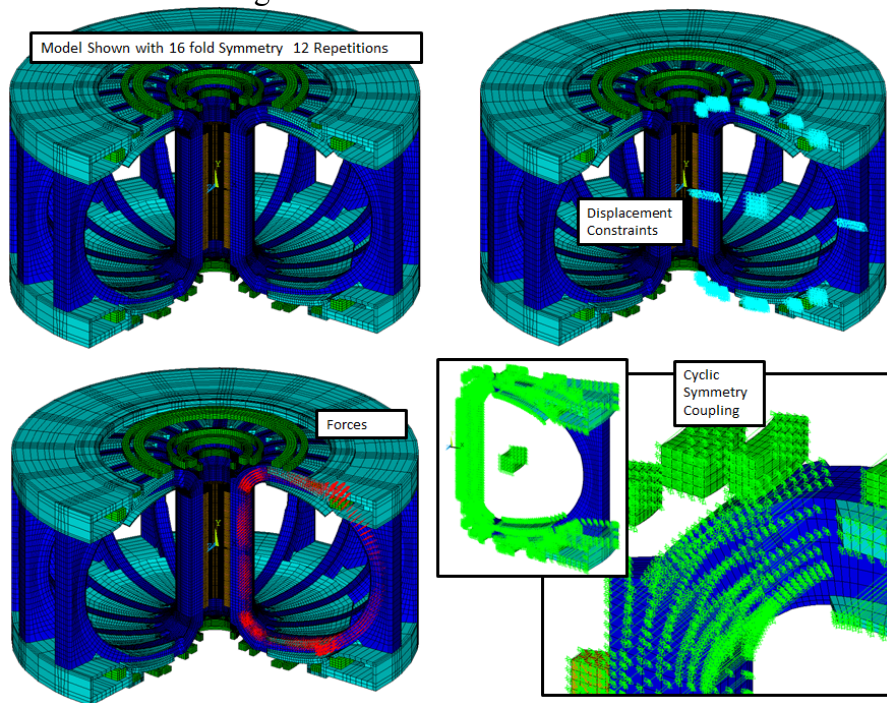 Model Shown with 16 fold Symmetry 12 Repetitions
Y
Y
Displacement
Constraints
Forces
Y
Cyclic
Symmetry
Coupling